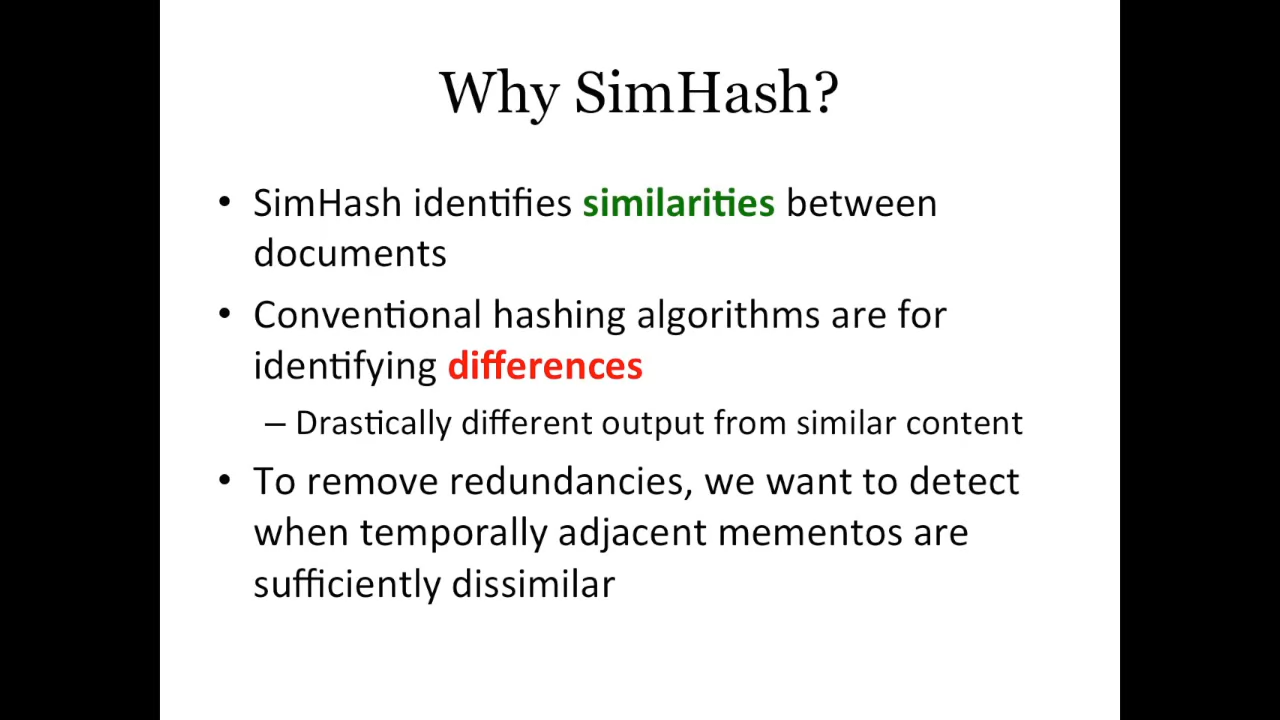 Why SimHash?
• SimHash identifies similarities between
documents
• Conventional hashing algorithms are for
identifying differences
– Drastically different output from similar content
• To remove redundancies, we want to detect
when temporally adjacent mementos are
sufficiently dissimilar